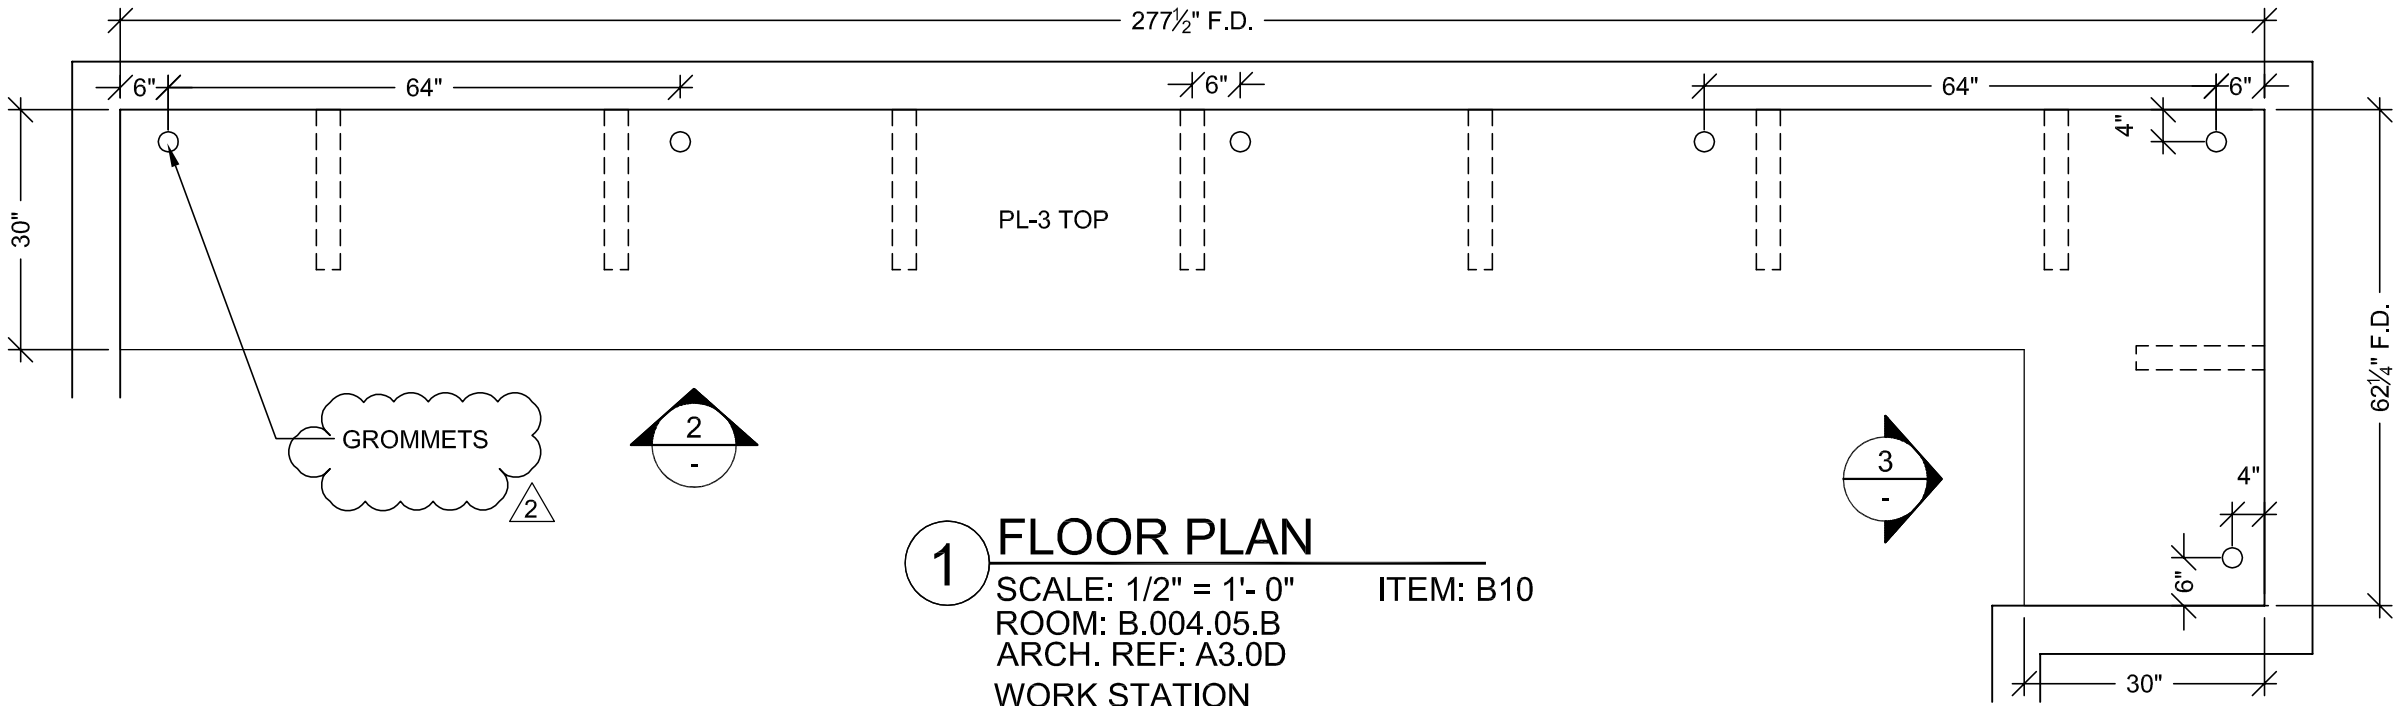 277½" F.D.
6"
64"
6"
64"
6"
4"
30"
PL-3 TOP
62¼" F.D.
GROMMETS
2
2
-
3
-
4"
6"
1
FLOOR PLAN
SCALE: 1/2" = 1'- 0" ITEM: B10
ROOM: B.004.05.B
ARCH. REF: A3.0D
WORK STATION
30"